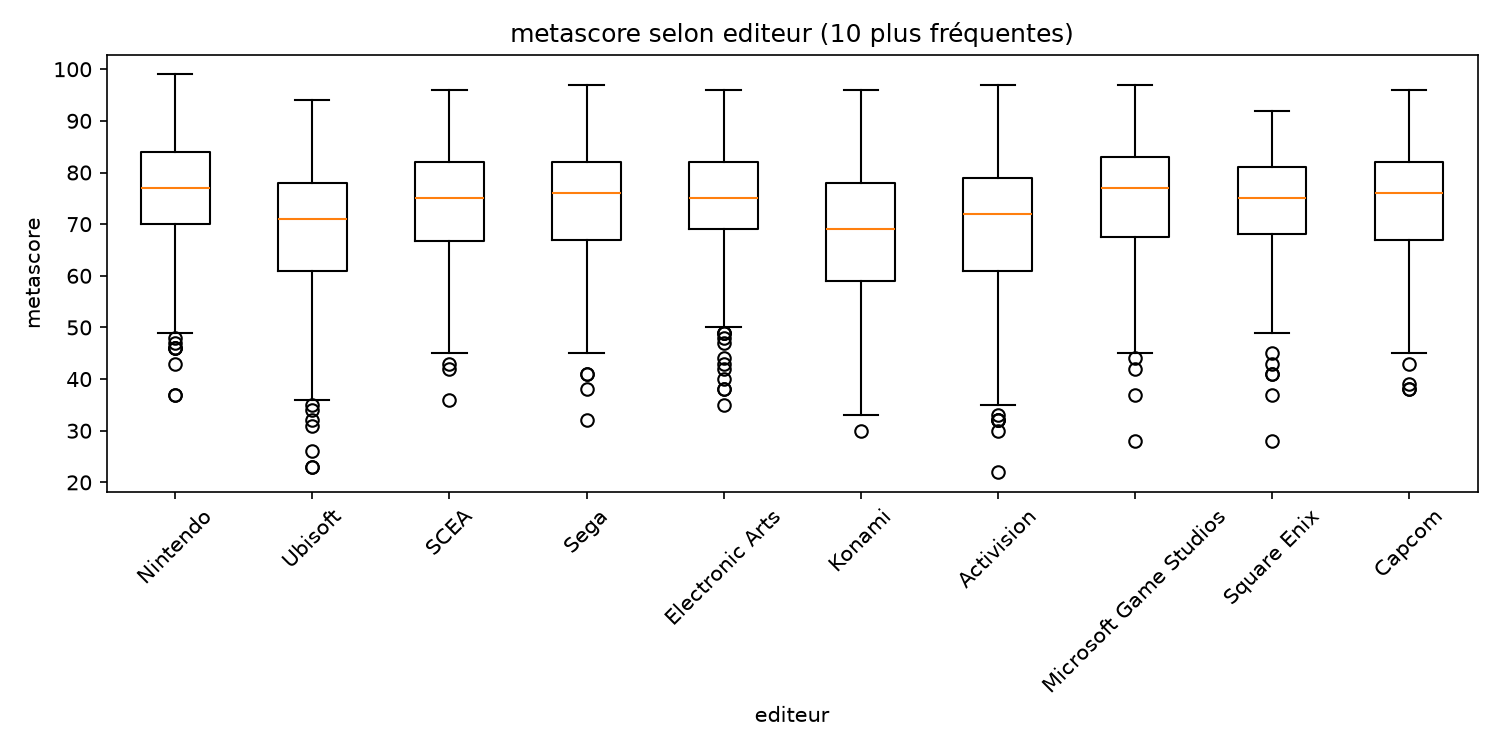 metascore selon editeur (10 plus fréquentes)
metascore
100
90
80
70
60
50
40
30
20
Nintendo
Ubisoft
SCEA
Sega
Electronic Arts
Konami
Activision
Microsoft Game Studios
Square Enix
Capcom
editeur